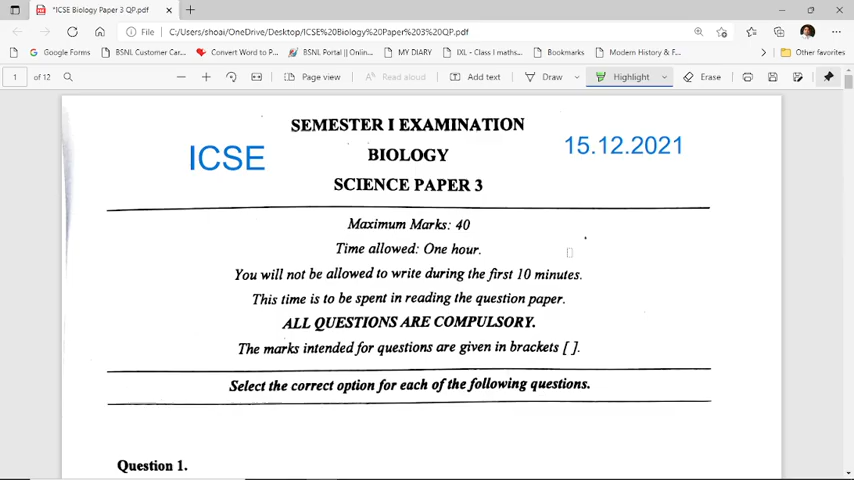 *ICSE Biology Paper 3 QP.pdf
File C:/Users/shoai/OneDrive/Desktop/ICSE%20Biology%20Paper%203%20QP.pdf
Google Forms BSNL Customer Car... Convert Word to P... BSNL Portal || Onlin... MY DIARY IXL - Class I maths... Bookmarks Modern History & F... Other favorites
1 of 12 Page view Read aloud Add text Draw Highlight Erase
SEMESTER I EXAMINATION
ICSE
BIOLOGY
15.12.2021
SCIENCE PAPER 3
Maximum Marks: 40
Time allowed: One hour.
You will not be allowed to write during the first 10 minutes.
This time is to be spent in reading the question paper.
ALL QUESTIONS ARE COMPULSORY.
The marks intended for questions are given in brackets [ ].
Select the correct option for each of the following questions.
Question 1.